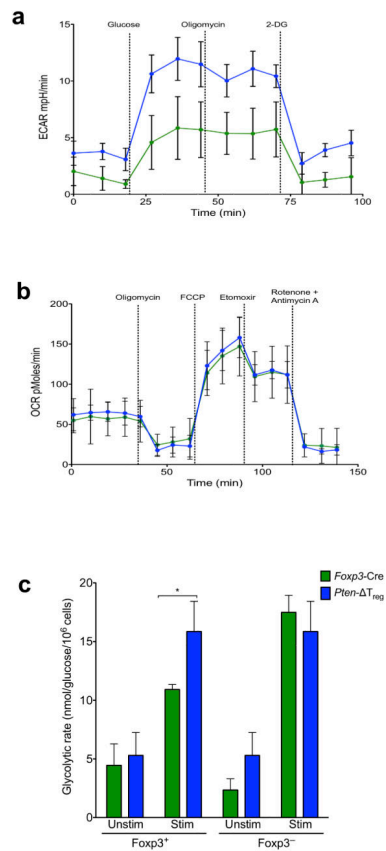 a
Glucose Oligomycin 2-DG
15
10
5
0
ECAR mpH/min
0 25 50 75 100
Time (min)
b
Oligomycin FCCP Etomoxir Rotenone +
Antimycin A
200
150
100
50
0
OCR pMoles/min
0 50 100 150
Time (min)
c
Foxp3-Cre
Pten-ΔTreg
20
15
10
5
0
Glycolytic rate (nmol/glucose/10⁶ cells)
*
Unstim Stim Unstim Stim
Foxp3⁺ Foxp3⁻